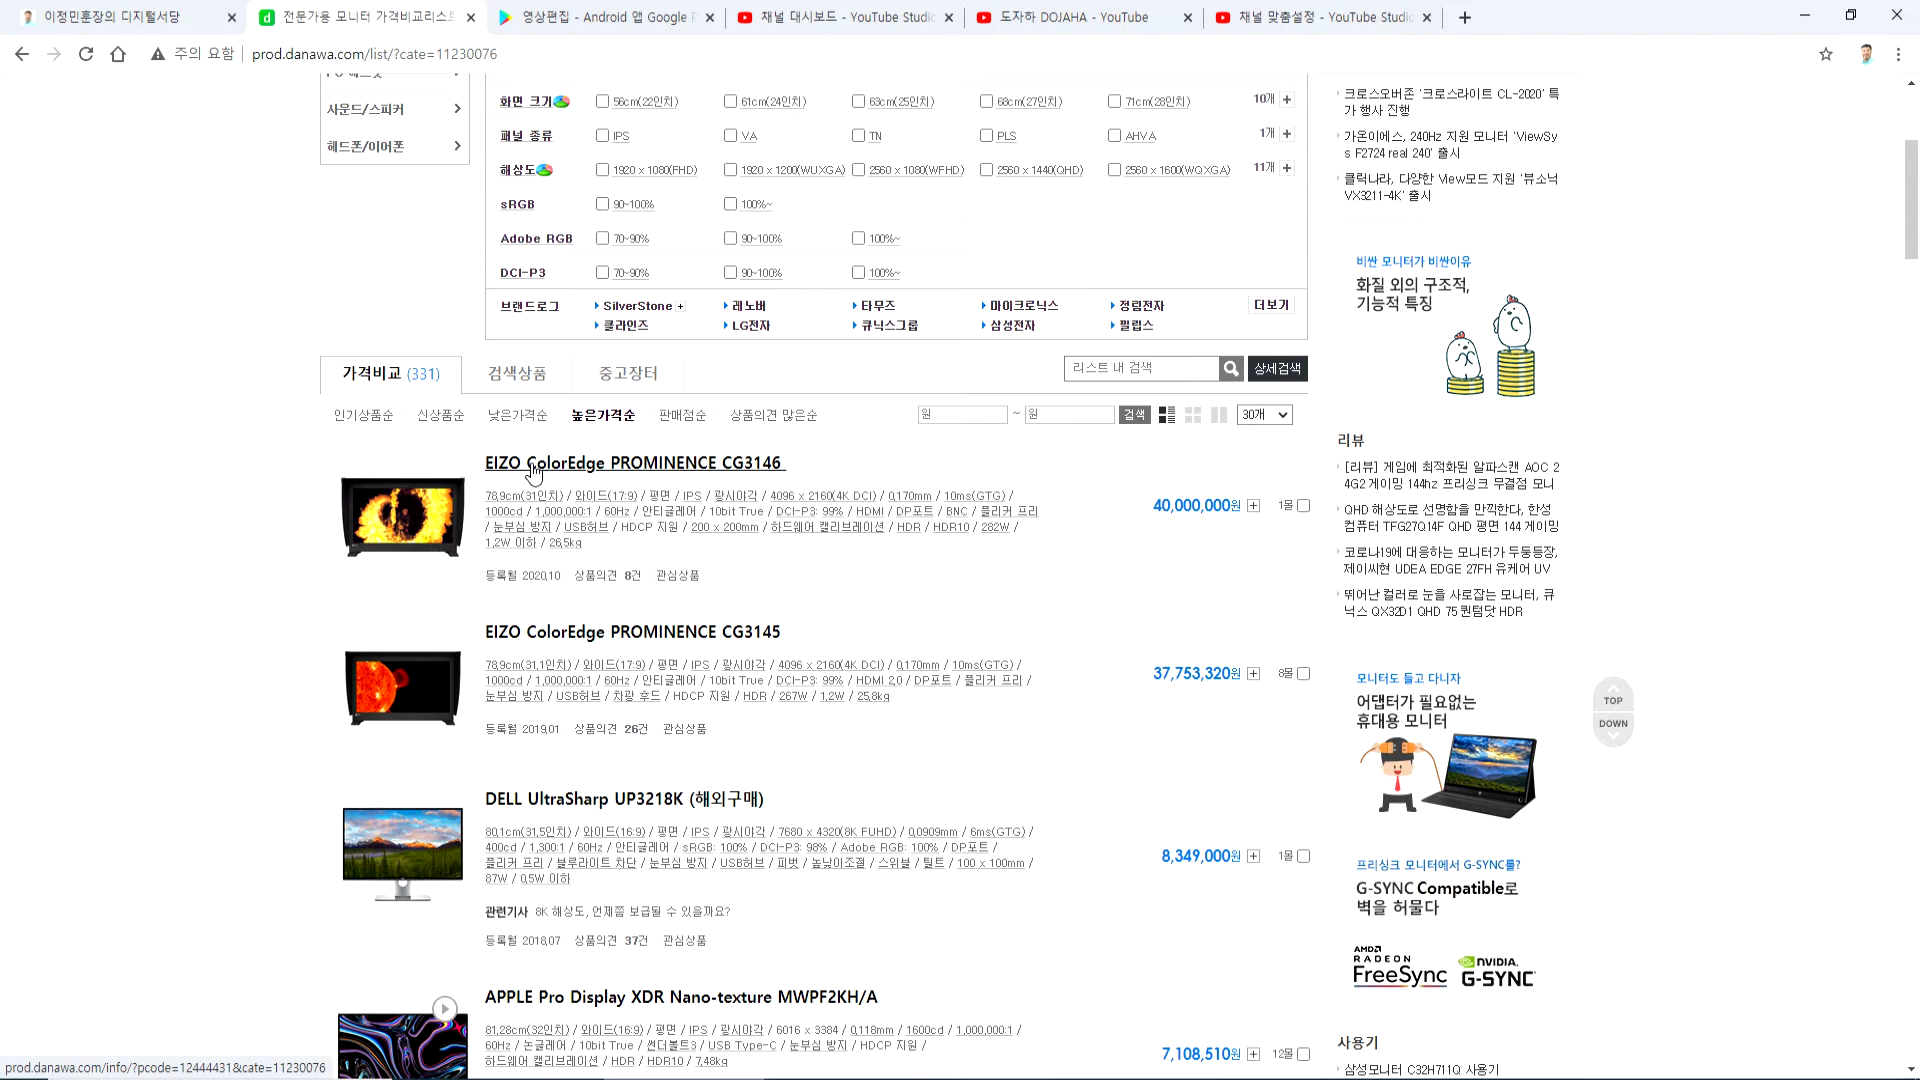 이정민훈장의 디지털서당
전문가용 모니터 가격비교리스트
영상편집 - Android 앱 Google P
채널 대시보드 - YouTube Studio
도자하 DOJAHA - YouTube
채널 맞춤설정 - YouTube Studio
주의 요함
prod.danawa.com/list/?cate=11230076
사운드/스피커
헤드폰/이어폰
화면 크기 56cm(22인치) 61cm(24인치) 63cm(25인치) 68cm(27인치) 71cm(28인치) 10개 +
패널 종류 IPS VA TN PLS AHVA 1개 +
해상도 1920 x 1080(FHD) 1920 x 1200(WUXGA) 2560 x 1080(WFHD) 2560 x 1440(QHD) 2560 x 1600(WQXGA) 11개 +
sRGB 90~100% 100%~
Adobe RGB 70~90% 90~100% 100%~
DCI-P3 70~90% 90~100% 100%~
브랜드로그 SilverStone + 레노버 타무즈 마이크로닉스 정립전자 더보기
클라인즈 LG전자 큐닉스그룹 삼성전자 필립스
가격비교 (331) 검색상품 중고장터 리스트 내 검색 상세검색
인기상품순 신상품순 낮은가격순 높은가격순 판매점순 상품의견 많은순 원 ~ 원 검색 30개
EIZO ColorEdge PROMINENCE CG3146
78,9cm(31인치) / 와이드(17:9) / 평면 / IPS / 광시야각 / 4096 x 2160(4K DCI) / 0,170mm / 10ms(GTG) /
1000cd / 1,000,000:1 / 60Hz / 안티글레어 / 10bit True / DCI-P3: 99% / HDMI / DP포트 / BNC / 플리커 프리
/ 눈부심 방지 / USB허브 / HDCP 지원 / 200 x 200mm / 하드웨어 캘리브레이션 / HDR / HDR10 / 282W /
1,2W 이하 / 26,5kg
40,000,000원 + 1몰
등록월 2020,10 상품의견 8건 관심상품
EIZO ColorEdge PROMINENCE CG3145
78,9cm(31,1인치) / 와이드(17:9) / 평면 / IPS / 광시야각 / 4096 x 2160(4K DCI) / 0,170mm / 10ms(GTG) /
1000cd / 1,000,000:1 / 60Hz / 안티글레어 / 10bit True / DCI-P3: 99% / HDMI 2,0 / DP포트 / 플리커 프리 /
눈부심 방지 / USB허브 / 차광 후드 / HDCP 지원 / HDR / 267W / 1,2W / 25,8kg
37,753,320원 + 8몰
등록월 2019,01 상품의견 26건 관심상품
DELL UltraSharp UP3218K (해외구매)
80,1cm(31,5인치) / 와이드(16:9) / 평면 / IPS / 광시야각 / 7680 x 4320(8K FUHD) / 0,0909mm / 6ms(GTG) /
400cd / 1,300:1 / 60Hz / 안티글레어 / sRGB: 100% / DCI-P3: 98% / Adobe RGB: 100% / DP포트 /
플리커 프리 / 블루라이트 차단 / 눈부심 방지 / USB허브 / 피벗 / 높낮이조절 / 스위블 / 틸트 / 100 x 100mm /
87W / 0,5W 이하
8,349,000원 + 1몰
관련기사 8K 해상도, 언제쯤 보급될 수 있을까요?
등록월 2018,07 상품의견 37건 관심상품
APPLE Pro Display XDR Nano-texture MWPF2KH/A
81,28cm(32인치) / 와이드(16:9) / 평면 / IPS / 광시야각 / 6016 x 3384 / 0,118mm / 1600cd / 1,000,000:1 /
60Hz / 논글레어 / 10bit True / 썬더볼트3 / USB Type-C / 눈부심 방지 / HDCP 지원 /
하드웨어 캘리브레이션 / HDR / HDR10 / 7,48kg
7,108,510원 + 12몰
크로스오버존 '크로스라이트 CL-2020' 특
가 행사 진행
가온이에스, 240Hz 지원 모니터 'ViewSy
s F2724 real 240' 출시
클릭나라, 다양한 View모드 지원 '뷰소닉
VX3211-4K' 출시
비싼 모니터가 비싼이유
화질 외의 구조적,
기능적 특징
리뷰
[리뷰] 게임에 최적화된 알파스캔 AOC 2
4G2 게이밍 144hz 프리싱크 무결점 모니
QHD 해상도로 선명함을 만끽한다, 한성
컴퓨터 TFG27Q14F QHD 평면 144 게이밍
코로나19에 대응하는 모니터가 두둥등장,
제이씨현 UDEA EDGE 27FH 유케어 UV
뛰어난 컬러로 눈을 사로잡는 모니터, 큐
닉스 QX32D1 QHD 75 퀀텀닷 HDR
모니터도 들고 다니자
어댑터가 필요없는
휴대용 모니터
TOP
DOWN
프리싱크 모니터에서 G-SYNC를?
G-SYNC Compatible로
벽을 허물다
AMD
RADEON
FreeSync
NVIDIA.
G-SYNC
사용기
삼성모니터 C32H711Q 사용기
prod.danawa.com/info/?pcode=12444431&cate=11230076